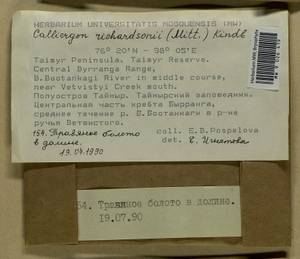 HERBARIUM UNIVERSITATIS MOSQUENSIS (MW)
Calliergon richardsonii (Mitt.) Kindb
76° 20'N - 98° 05'E
Taimyr Peninsula. Taimyr Reserve.
Central Byrranga Range,
B.Bootankagi River in middle course,
near Vetvistyi Creek mouth.
Полуостров Таймыр. Таймырский заповедник.
Центральная часть хребта Бырранга,
среднее течение р. Б.Боотанкаги в р-не
ручья Ветвистого.
154. Травяное болото в долине.
coll. E.B.Pospelova
19.07.1990
det. Е. Игнатова
54. Травяное болото в долине.
19.07.90